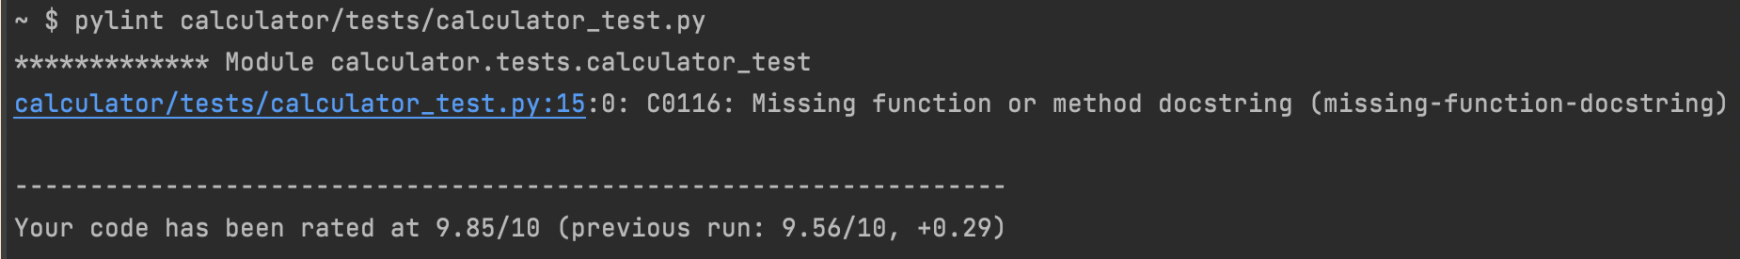 ~ $ pylint calculator/tests/calculator_test.py
************* Module calculator.tests.calculator_test
calculator/tests/calculator_test.py:15:0: C0116: Missing function or method docstring (missing-function-docstring)
------------------------------------------------------------------
Your code has been rated at 9.85/10 (previous run: 9.56/10, +0.29)